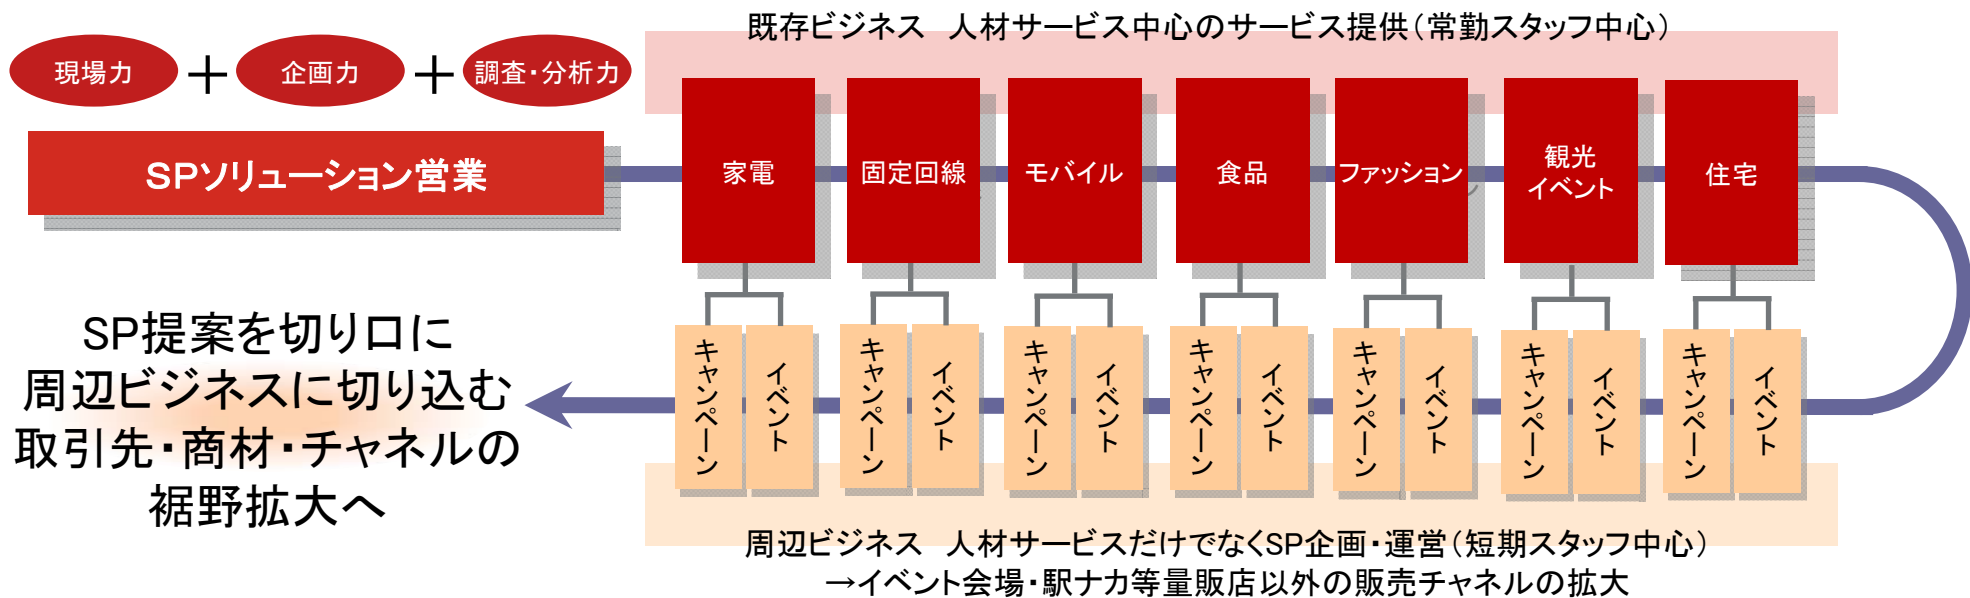 既存ビジネス　人材サービス中心のサービス提供（常勤スタッフ中心）
現場力
＋
企画力
＋
調査・分析力
SPソリューション営業
家電
固定回線
モバイル
食品
ファッション
観光
イベント
住宅
キャンペーン
イベント
キャンペーン
イベント
キャンペーン
イベント
キャンペーン
イベント
キャンペーン
イベント
キャンペーン
イベント
キャンペーン
イベント
SP提案を切り口に
周辺ビジネスに切り込む
取引先・商材・チャネルの
裾野拡大へ
周辺ビジネス　人材サービスだけでなくSP企画・運営（短期スタッフ中心）
→イベント会場・駅ナカ等量販店以外の販売チャネルの拡大